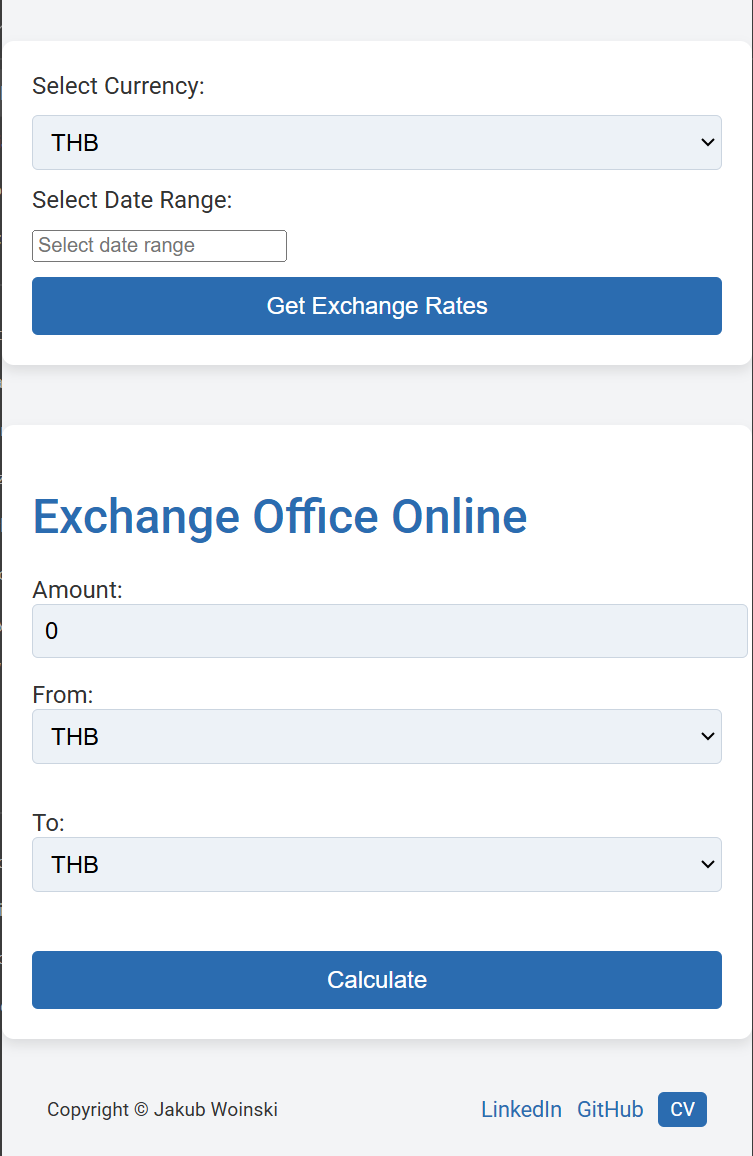 Select Currency:
THB
Select Date Range:
Select date range
Get Exchange Rates
Exchange Office Online
Amount:
0
From:
THB
To:
THB
Calculate
Copyright © Jakub Woinski
LinkedIn GitHub CV